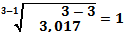 3−1√ 3 − 3
3,017 = 1